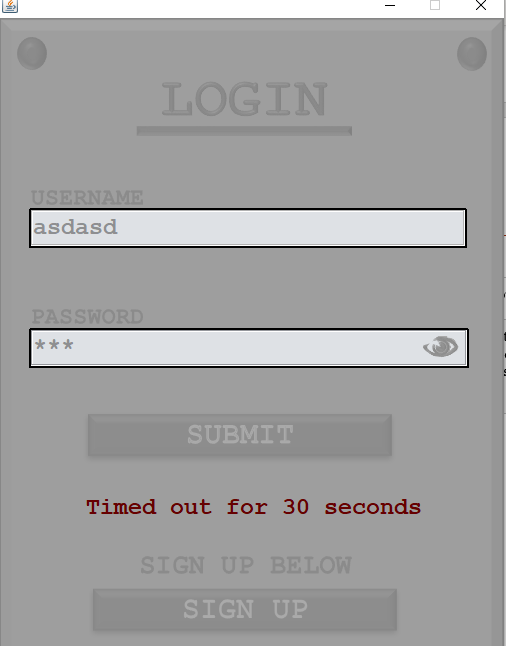 LOGIN
USERNAME
asdasd
PASSWORD
***
SUBMIT
Timed out for 30 seconds
SIGN UP BELOW
SIGN UP